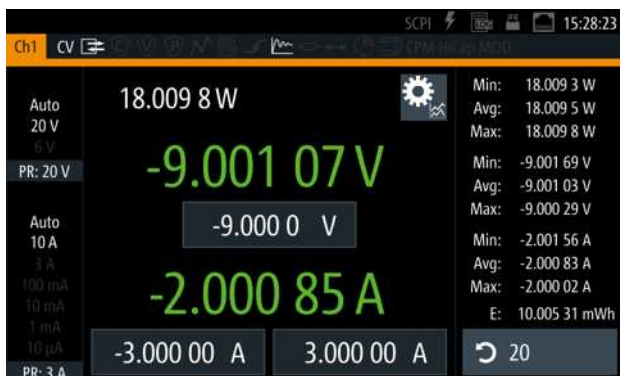 SCPI LOG 15:28:23
Ch1 CV CPM HiCap MOD
Auto
20 V
6 V
PR: 20 V
Auto
10 A
3 A
100 mA
10 mA
1 mA
10 µA
PR: 3 A
18.009 8 W
-9.001 07 V
-9.000 0 V
-2.000 85 A
-3.000 00 A 3.000 00 A
Min: 18.009 3 W
Avg: 18.009 5 W
Max: 18.009 8 W
Min: -9.001 69 V
Avg: -9.001 03 V
Max: -9.000 29 V
Min: -2.001 56 A
Avg: -2.000 83 A
Max: -2.000 02 A
E: 10.005 31 mWh
20